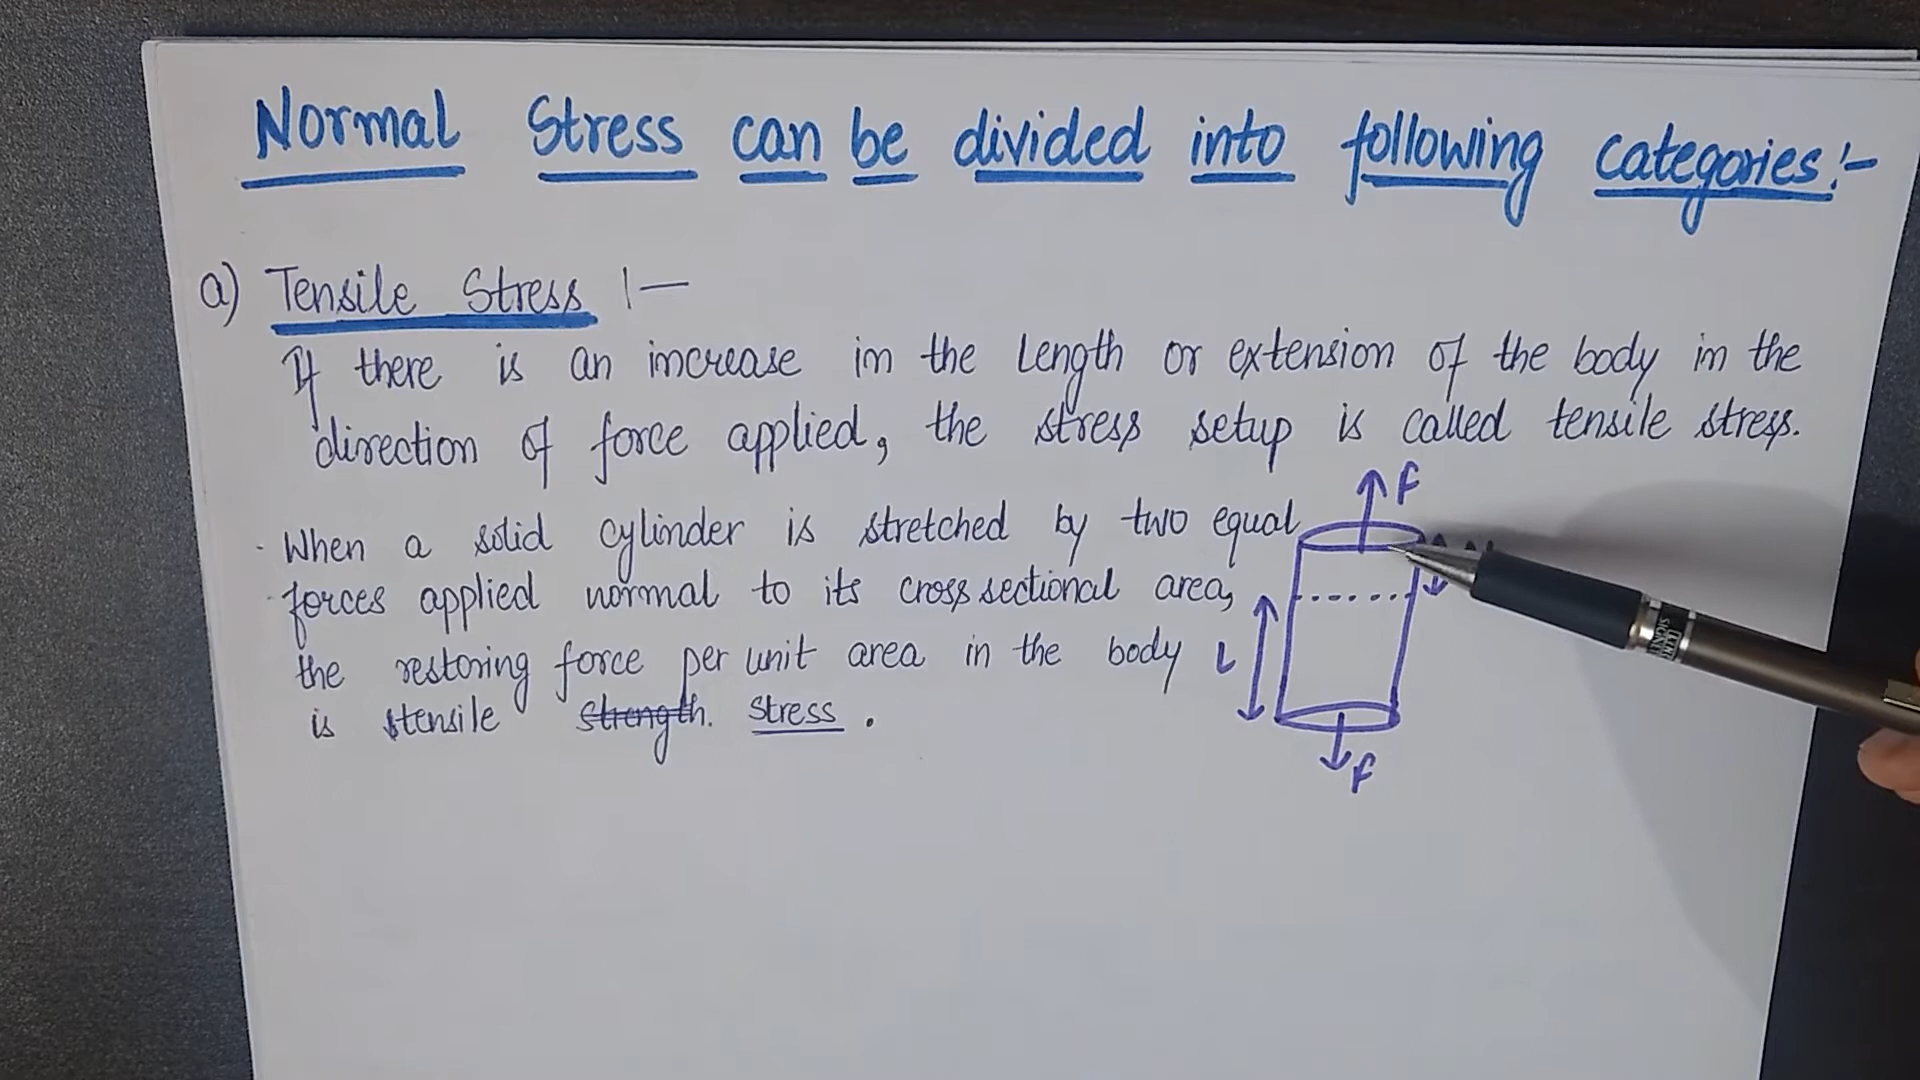 Normal Stress can be divided into following categories:-
a) Tensile Stress :-
If there is an increase in the Length or extension of the body in the
direction of force applied, the stress setup is called tensile stress.
When a solid cylinder is stretched by two equal
forces applied normal to its cross sectional area,
the restoring force per unit area in the body
is tensile strength. Stress.
F
L
F